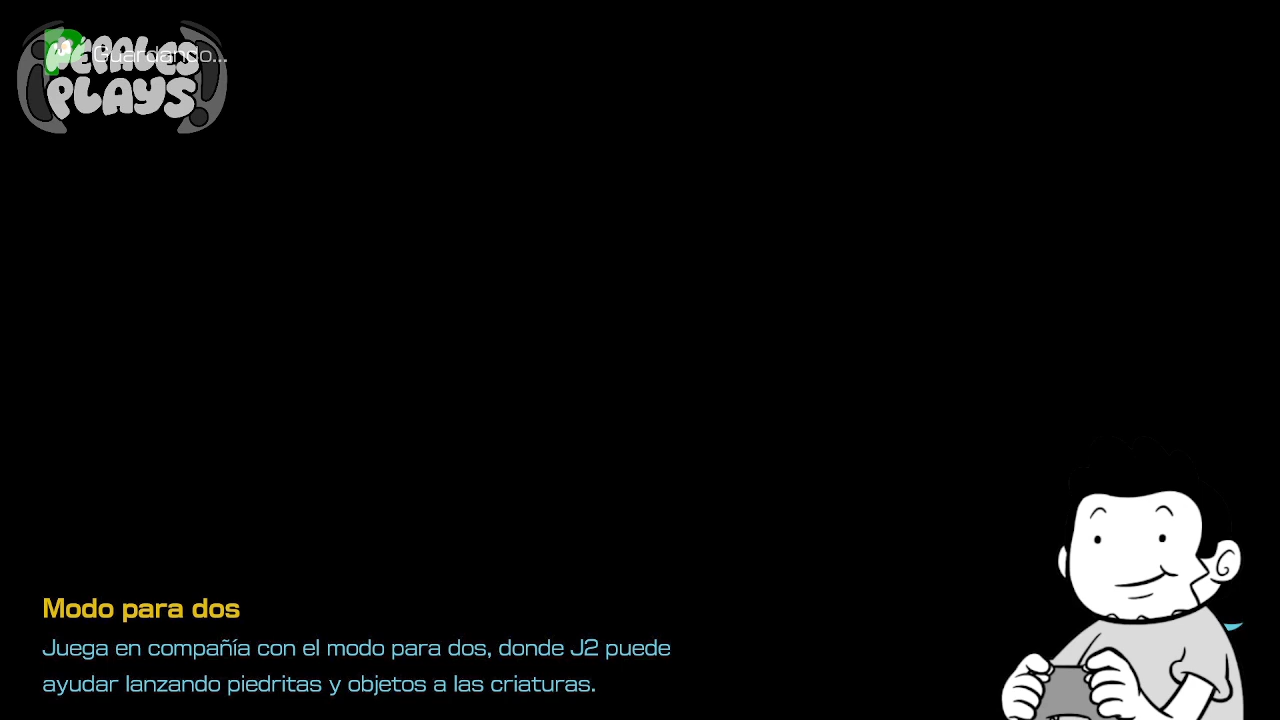 PÉPALES
PLAYS
Guardando...
Modo para dos
Juega en compañía con el modo para dos, donde J2 puede
ayudar lanzando piedritas y objetos a las criaturas.